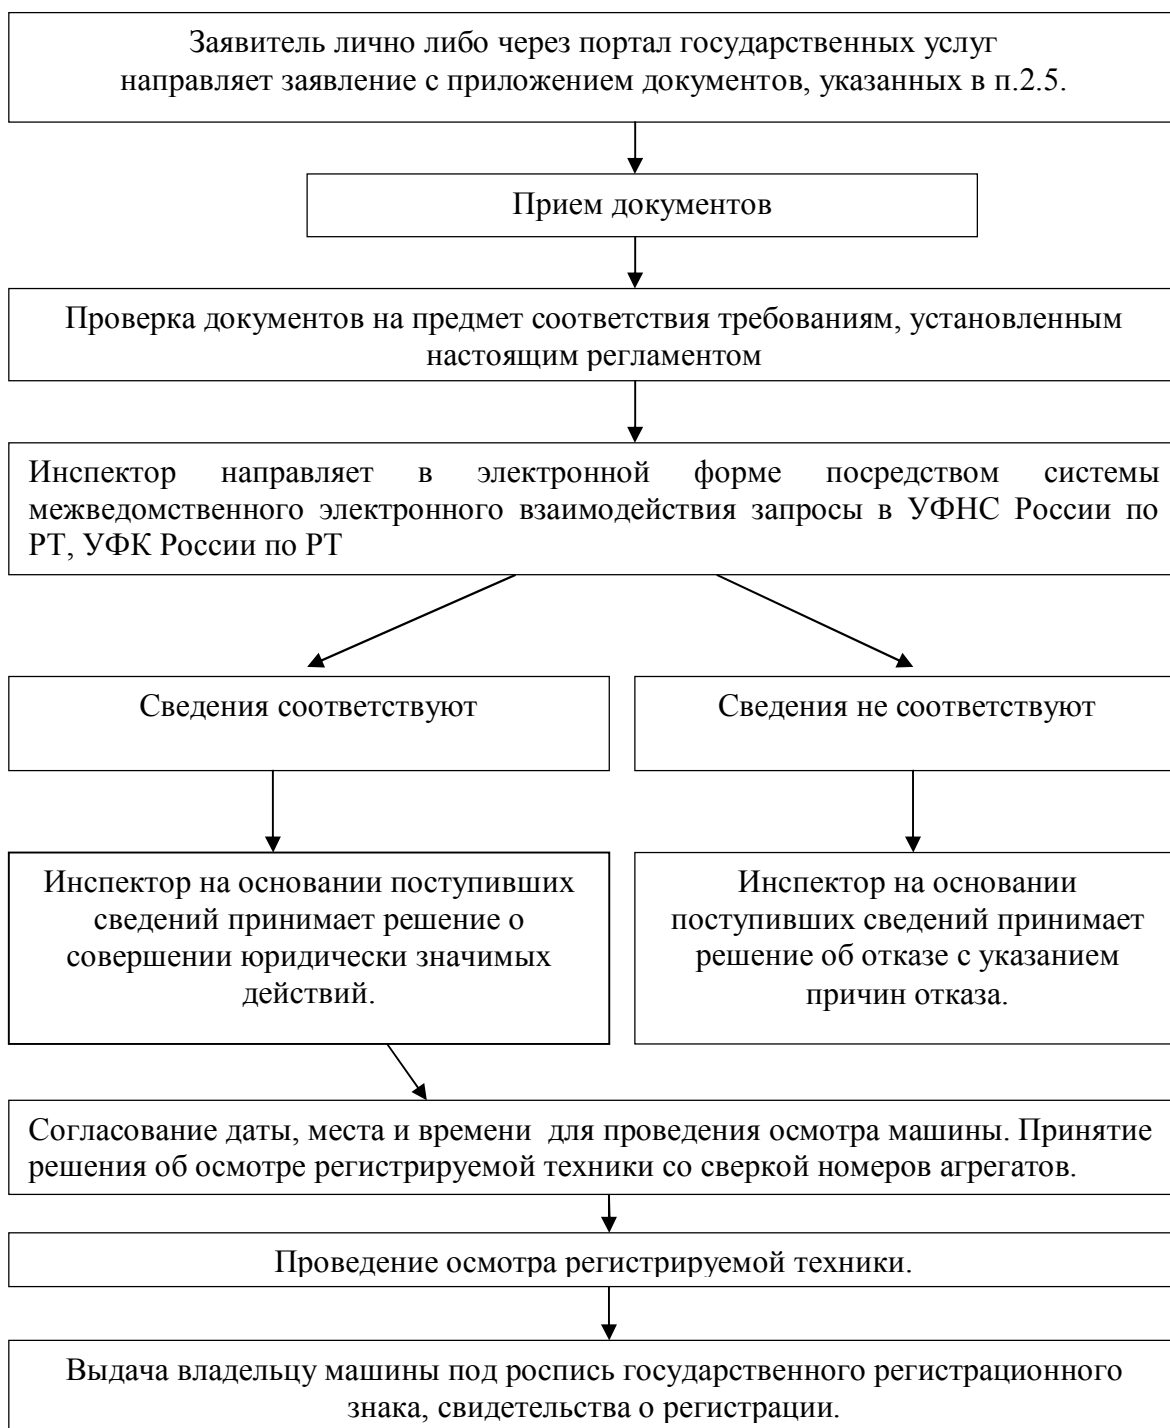 Заявитель лично либо через портал государственных услуг
направляет заявление с приложением документов, указанных в п.2.5.
Прием документов
Проверка документов на предмет соответствия требованиям, установленным
настоящим регламентом
Инспектор направляет в электронной форме посредством системы
межведомственного электронного взаимодействия запросы в УФНС России по
РТ, УФК России по РТ
Сведения соответствуют
Сведения не соответствуют
Инспектор на основании поступивших
сведений принимает решение о
совершении юридически значимых
действий.
Инспектор на основании
поступивших сведений принимает
решение об отказе с указанием
причин отказа.
Согласование даты, места и времени  для проведения осмотра машины. Принятие
решения об осмотре регистрируемой техники со сверкой номеров агрегатов.
Проведение осмотра регистрируемой техники.
Выдача владельцу машины под роспись государственного регистрационного
знака, свидетельства о регистрации.